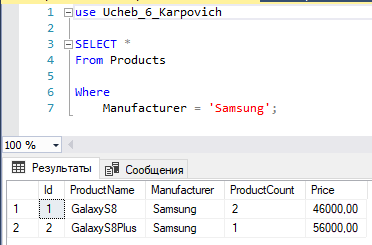 1 use Ucheb_6_Karpovich
2
3 SELECT *
4 From Products
5
6 Where
7 Manufacturer = 'Samsung';
100 %
Результаты Сообщения
Id ProductName Manufacturer ProductCount Price
1 1 GalaxyS8 Samsung 2 46000,00
2 2 GalaxyS8Plus Samsung 1 56000,00